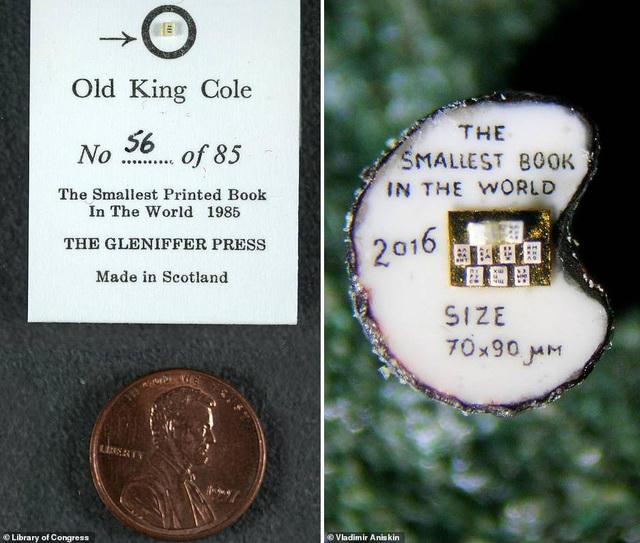 Old King Cole
No 56 of 85
The Smallest Printed Book
In The World 1985
THE GLENIFFER PRESS
Made in Scotland
LIBERTY
© Library of Congress
THE
SMALLEST BOOK
IN THE WORLD
2016
SIZE
70x90 µm
© Vladimir Aniskin